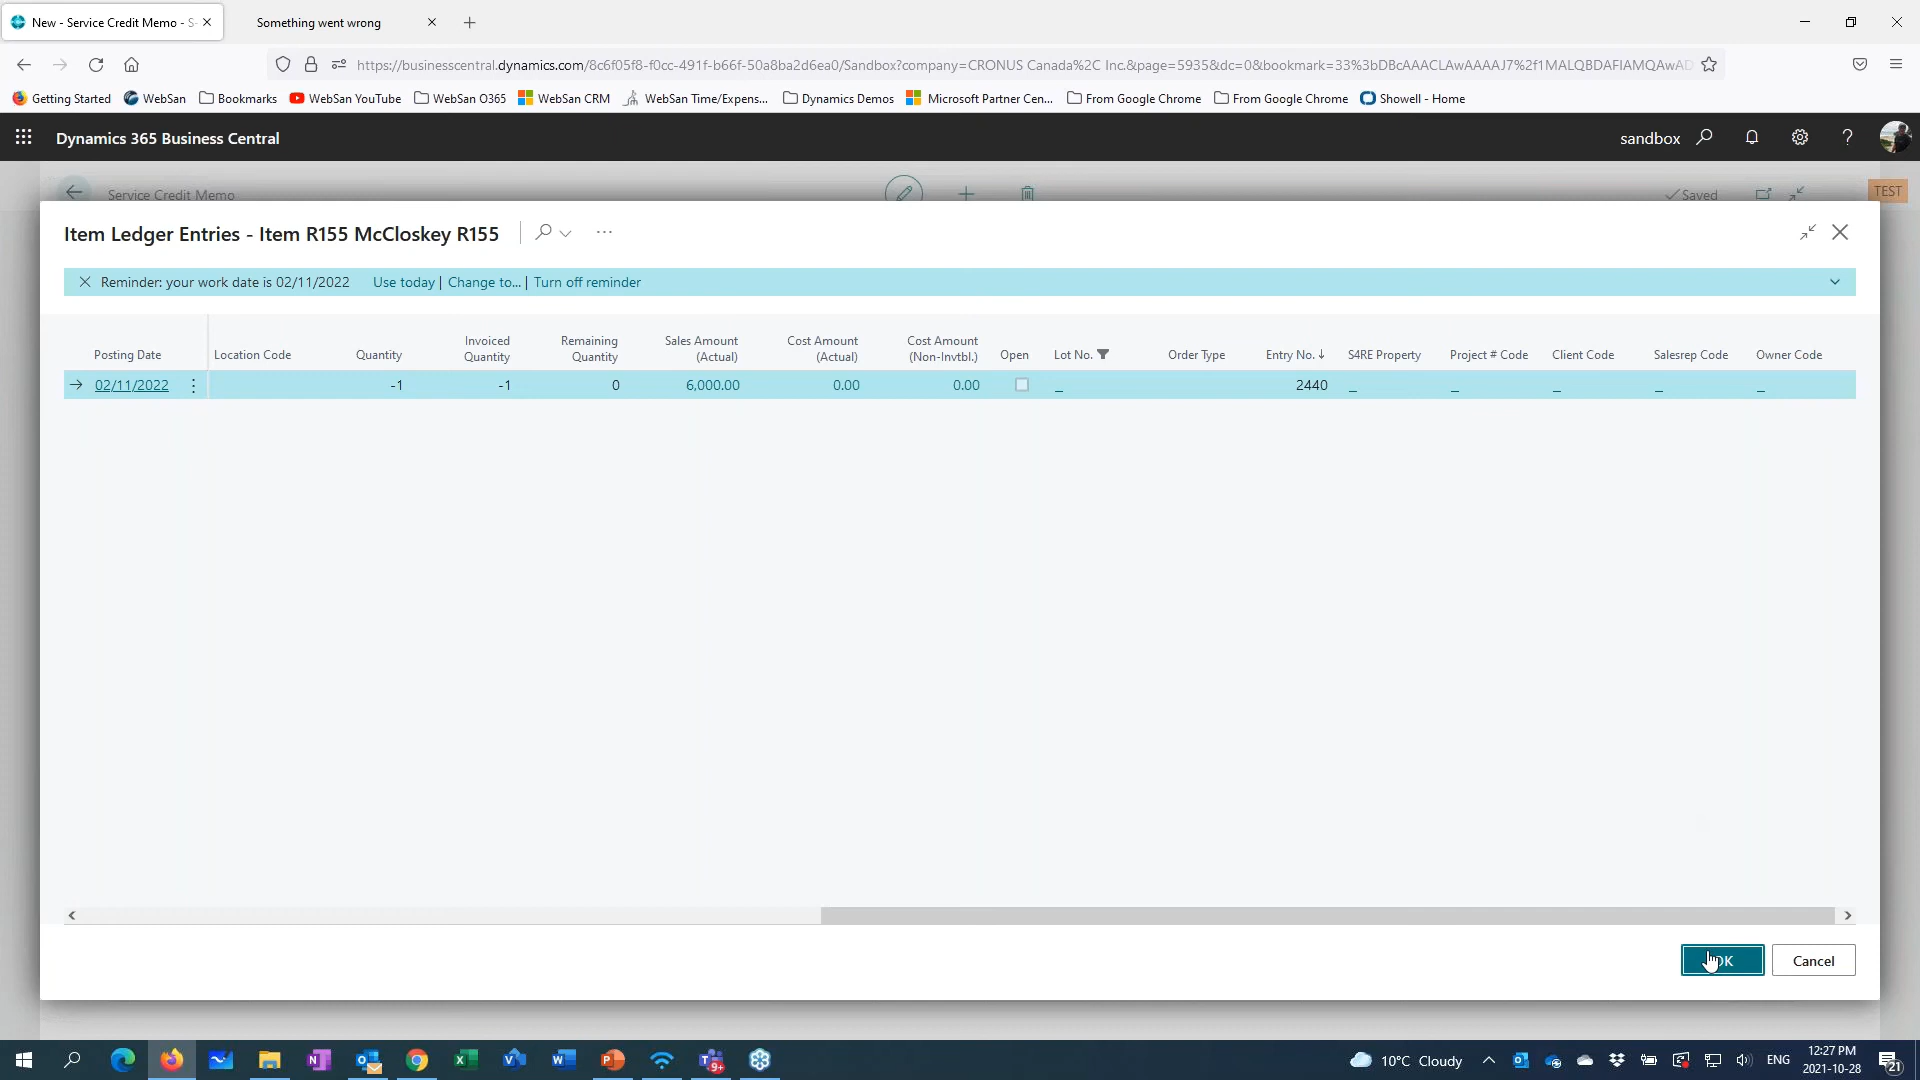 New - Service Credit Memo - S
Something went wrong
https://businesscentral.dynamics.com/8c6f05f8-f0cc-491f-b66f-50a8ba2d6ea0/Sandbox?company=CRONUS Canada%2C Inc.&page=5935&dc=0&bookmark=33%3bDBcAAACLAwAAAAJ7%2f1MALQBDAFIAMQAwAD
Getting Started WebSan Bookmarks WebSan YouTube WebSan O365 WebSan CRM WebSan Time/Expens... Dynamics Demos Microsoft Partner Cen... From Google Chrome From Google Chrome Showell - Home
Dynamics 365 Business Central
sandbox
?
Service Credit Memo
Saved
TEST
Item Ledger Entries - Item R155 McCloskey R155
Reminder: your work date is 02/11/2022 Use today | Change to... | Turn off reminder
Posting Date Location Code Quantity Invoiced Quantity Remaining Quantity Sales Amount (Actual) Cost Amount (Actual) Cost Amount (Non-Invtbl.) Open Lot No. Order Type Entry No. ↓ S4RE Property Project # Code Client Code Salesrep Code Owner Code
02/11/2022 -1 -1 0 6,000.00 0.00 0.00 _ 2440 _ _ _ _ _
OK Cancel
10°C Cloudy
ENG
12:27 PM
2021-10-28
9+
21